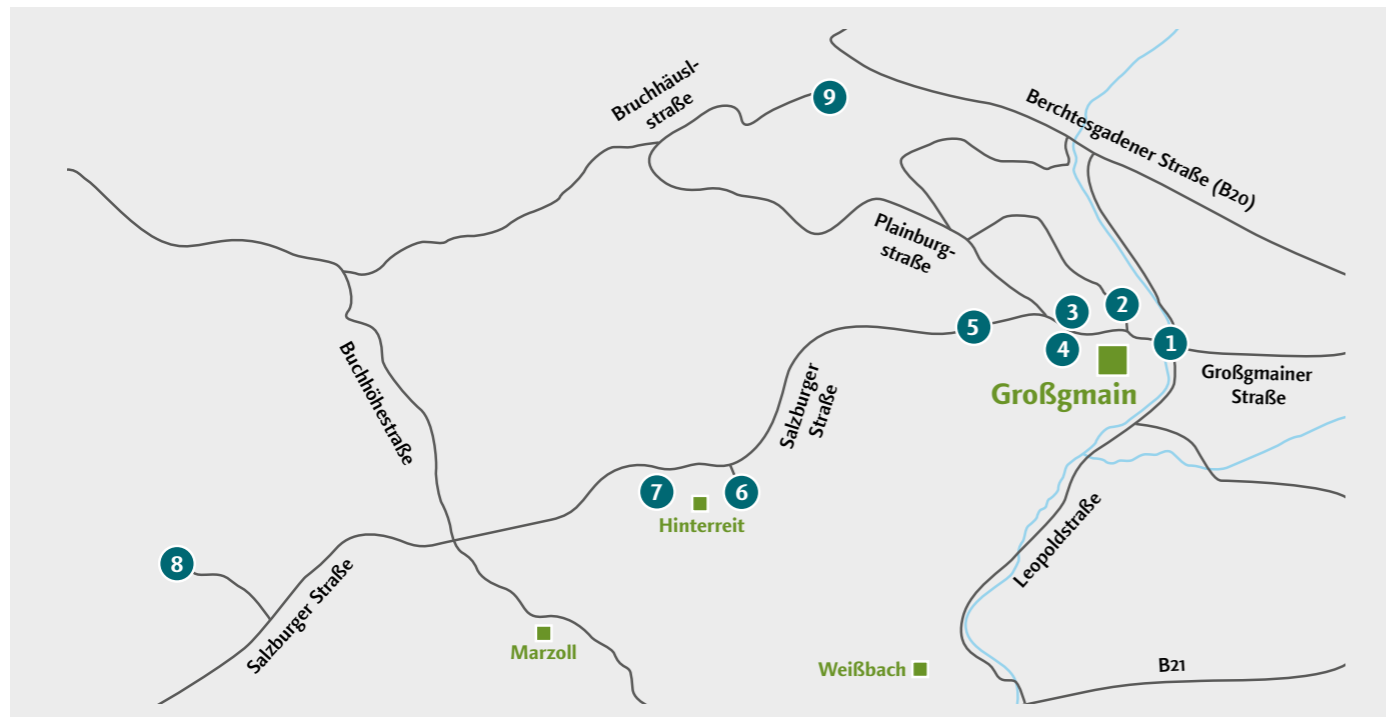 Bruchhäusl-
straße
9
Berchtesgadener Straße (B20)
Plainburg-
straße
2
3
5
4
1
Großgmain
Großgmainer
Straße
Buchhöhestraße
Salzburger
Straße
7
6
Hinterreit
Leopoldstraße
8
Salzburger Straße
Marzoll
Weißbach
B21